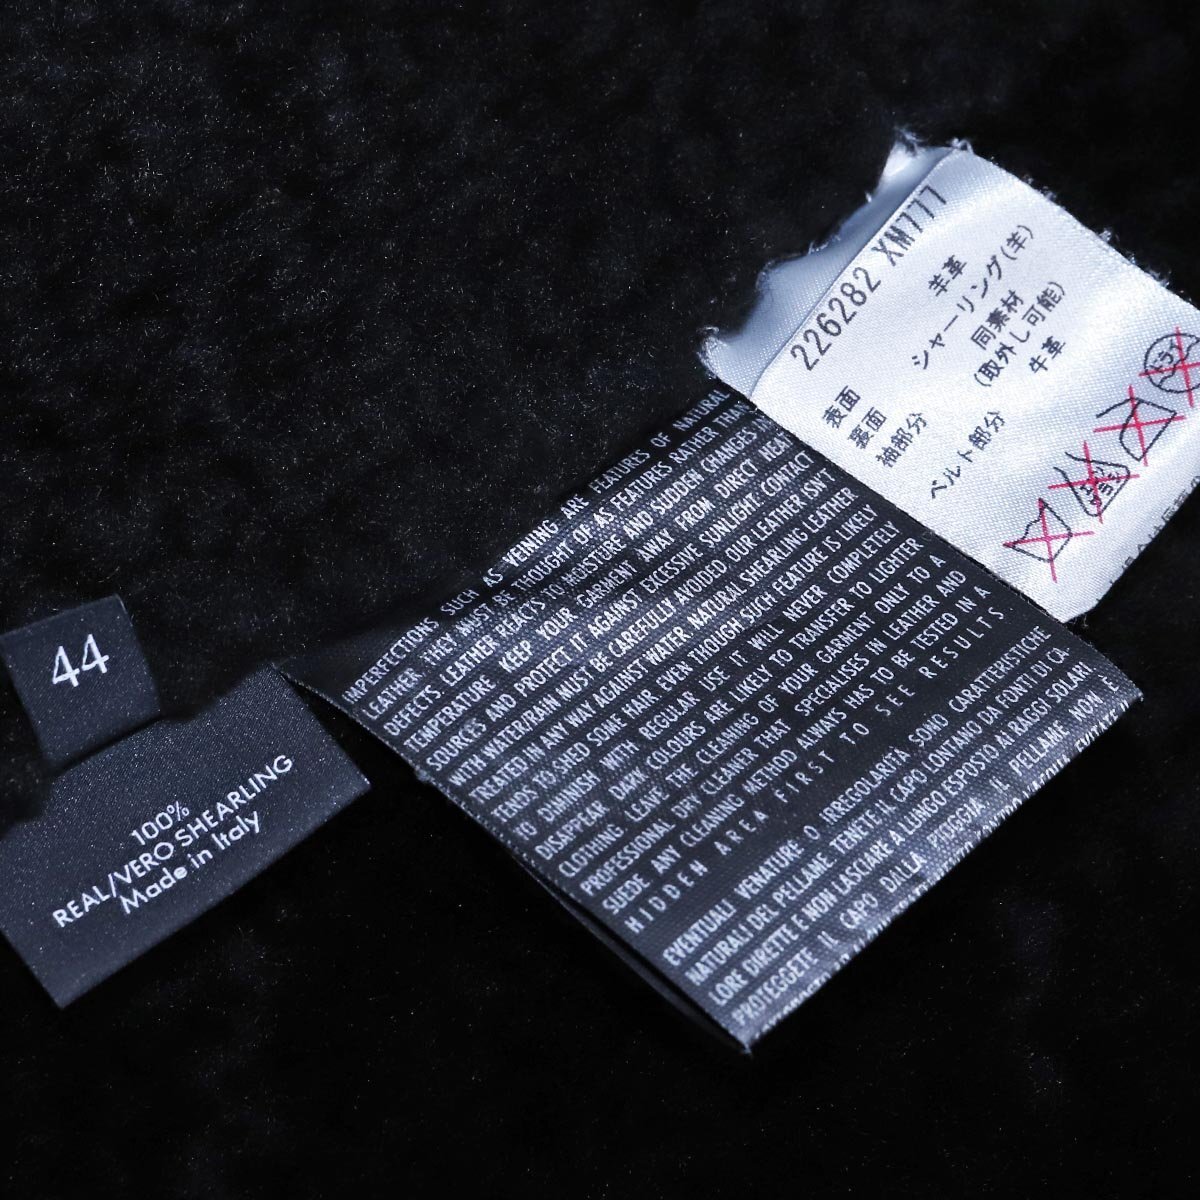 44
100%
REAL/VERO SHEARLING
Made in Italy
IMPERFECTIONS SUCH AS VEINING ARE FEATURES OF NATURAL
LEATHER. THEY MUST BE THOUGHT OF AS FEATURES RATHER THAN
DEFECTS. LEATHER REACTS TO MOISTURE AND SUDDEN CHANGES IN
TEMPERATURE. KEEP YOUR GARMENT AWAY FROM DIRECT HEAT
SOURCES AND PROTECT IT AGAINST EXCESSIVE SUNLIGHT. CONTACT
WITH WATER/RAIN MUST BE CAREFULLY AVOIDED. OUR LEATHER ISN'T
TREATED IN ANY WAY AGAINST WATER. NATURAL SHEARLING LEATHER
TENDS TO SHED SOME HAIR EVEN THOUGH SUCH FEATURE IS LIKELY
TO DIMINISH WITH REGULAR USE IT WILL NEVER COMPLETELY
DISAPPEAR. DARK COLOURS ARE LIKELY TO TRANSFER TO LIGHTER
CLOTHING. LEAVE THE CLEANING OF YOUR GARMENT ONLY TO A
PROFESSIONAL DRY CLEANER THAT SPECIALISES IN LEATHER AND
SUEDE. ANY CLEANING METHOD ALWAYS HAS TO BE TESTED IN A
HIDDEN AREA FIRST TO SEE RESULTS
EVENTUALI VENATURE O IRREGOLARITÀ SONO CARATTERISTICHE
NATURALI DEL PELLAME. TENETE IL CAPO LONTANO DA FONTI DI CA-
LORE DIRETTE E NON LASCIARE A LUNGO ESPOSTO AI RAGGI SOLARI
PROTEGGETE IL CAPO DALLA PIOGGIA IL PELLAME NON È
226282 XM777
表面 羊革
裏面 シャーリング(羊)
袖部分 同素材
(取外し可能)
ベルト部分 牛革